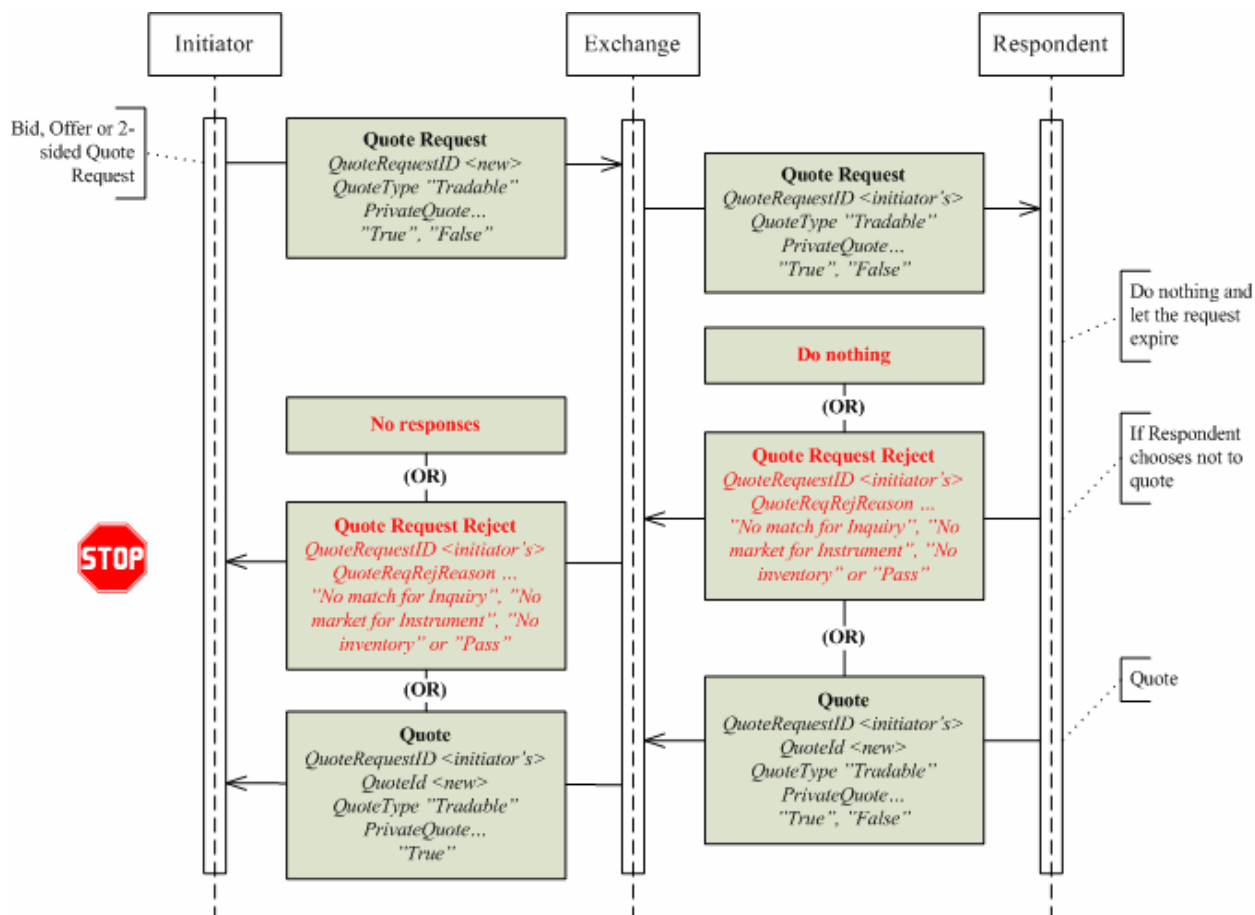 Initiator
Exchange
Respondent
Bid, Offer or 2-
sided Quote
Request
Quote Request
QuoteRequestID <new>
QuoteType "Tradable"
PrivateQuote…
"True", "False"
Quote Request
QuoteRequestID <initiator's>
QuoteType "Tradable"
PrivateQuote…
"True", "False"
Do nothing and
let the request
expire
Do nothing
(OR)
No responses
(OR)
Quote Request Reject
QuoteRequestID <initiator's>
QuoteReqRejReason …
"No match for Inquiry", "No
market for Instrument", "No
inventory" or "Pass"
If Respondent
chooses not to
quote
STOP
Quote Request Reject
QuoteRequestID <initiator's>
QuoteReqRejReason …
"No match for Inquiry", "No
market for Instrument", "No
inventory" or "Pass"
(OR)
(OR)
Quote
QuoteRequestID <initiator's>
QuoteId <new>
QuoteType "Tradable"
PrivateQuote…
"True", "False"
Quote
Quote
QuoteRequestID <initiator's>
QuoteId <new>
QuoteType "Tradable"
PrivateQuote…
"True"